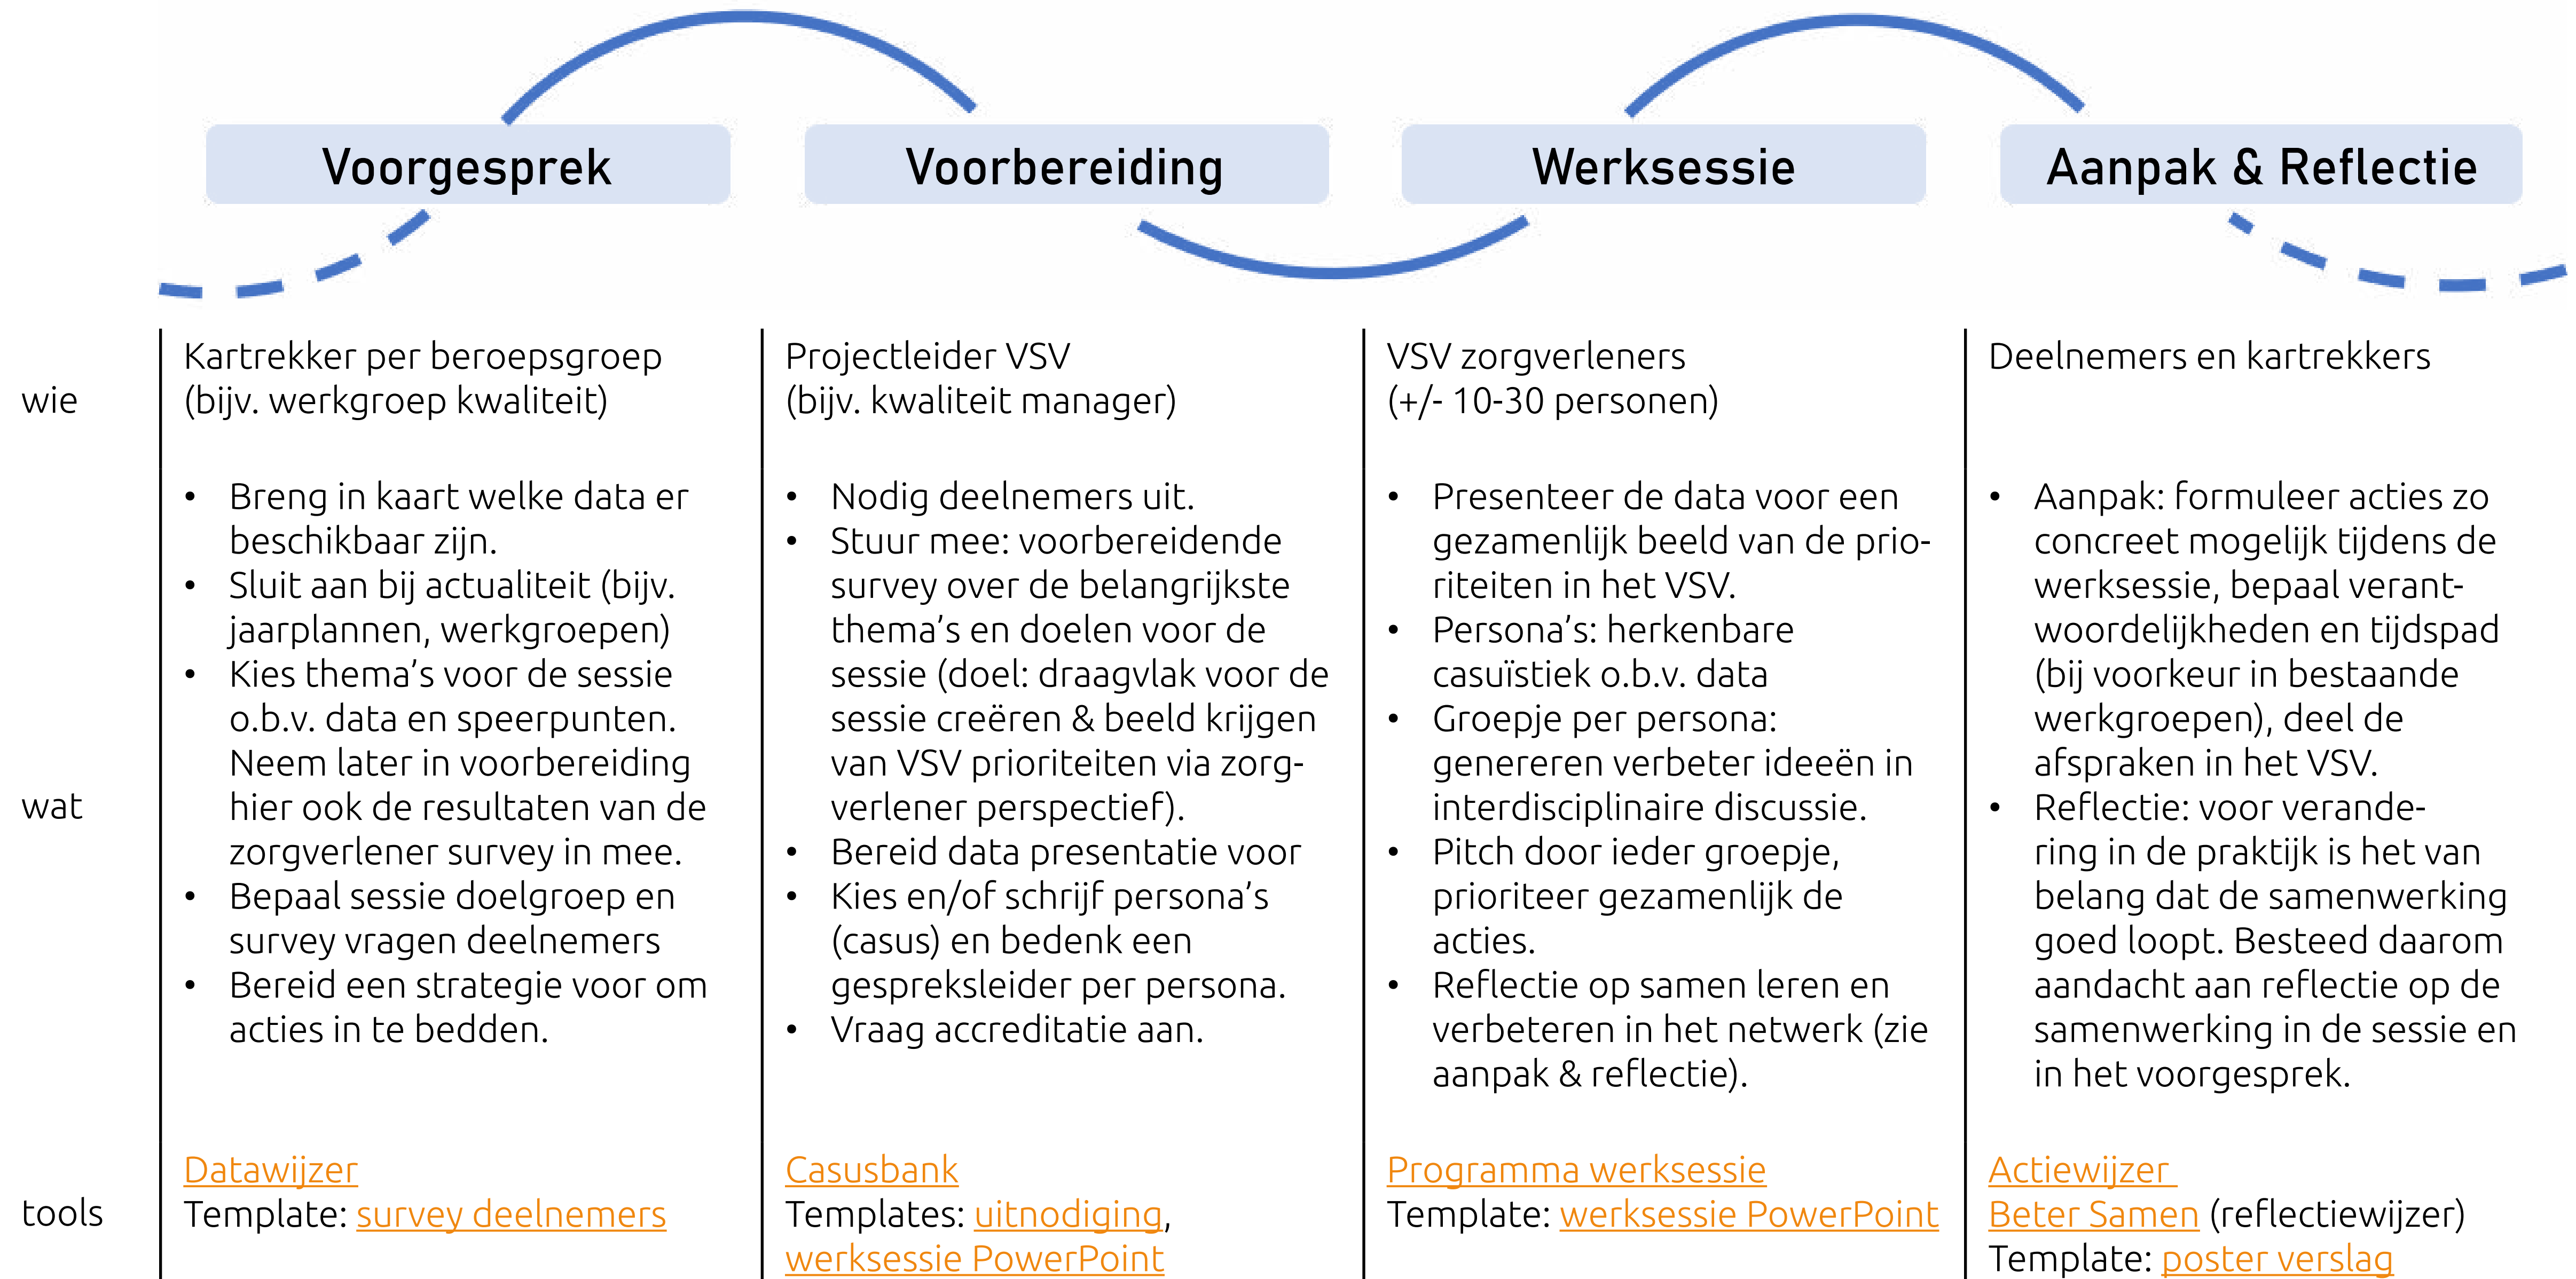 Voorgesprek
Voorbereiding
Werksessie
Aanpak & Reflectie
wie
Kartrekker per beroepsgroep
(bijv. werkgroep kwaliteit)
Projectleider VSV
(bijv. kwaliteit manager)
VSV zorgverleners
(+/- 10-30 personen)
Deelnemers en kartrekkers
wat
• Breng in kaart welke data er
beschikbaar zijn.
• Sluit aan bij actualiteit (bijv.
jaarplannen, werkgroepen)
• Kies thema’s voor de sessie
o.b.v. data en speerpunten.
Neem later in voorbereiding
hier ook de resultaten van de
zorgverlener survey in mee.
• Bepaal sessie doelgroep en
survey vragen deelnemers
• Bereid een strategie voor om
acties in te bedden.
• Nodig deelnemers uit.
• Stuur mee: voorbereidende
survey over de belangrijkste
thema’s en doelen voor de
sessie (doel: draagvlak voor de
sessie creëren & beeld krijgen
van VSV prioriteiten via zorg-
verlener perspectief).
• Bereid data presentatie voor
• Kies en/of schrijf persona’s
(casus) en bedenk een
gespreksleider per persona.
• Vraag accreditatie aan.
• Presenteer de data voor een
gezamenlijk beeld van de prio-
riteiten in het VSV.
• Persona’s: herkenbare
casuïstiek o.b.v. data
• Groepje per persona:
genereren verbeter ideeën in
interdisciplinaire discussie.
• Pitch door ieder groepje,
prioriteer gezamenlijk de
acties.
• Reflectie op samen leren en
verbeteren in het netwerk (zie
aanpak & reflectie).
• Aanpak: formuleer acties zo
concreet mogelijk tijdens de
werksessie, bepaal verant-
woordelijkheden en tijdspad
(bij voorkeur in bestaande
werkgroepen), deel de
afspraken in het VSV.
• Reflectie: voor verande-
ring in de praktijk is het van
belang dat de samenwerking
goed loopt. Besteed daarom
aandacht aan reflectie op de
samenwerking in de sessie en
in het voorgesprek.
tools
Datawijzer
Template: survey deelnemers
Casusbank
Templates: uitnodiging,
werksessie PowerPoint
Programma werksessie
Template: werksessie PowerPoint
Actiewijzer
Beter Samen (reflectiewijzer)
Template: poster verslag